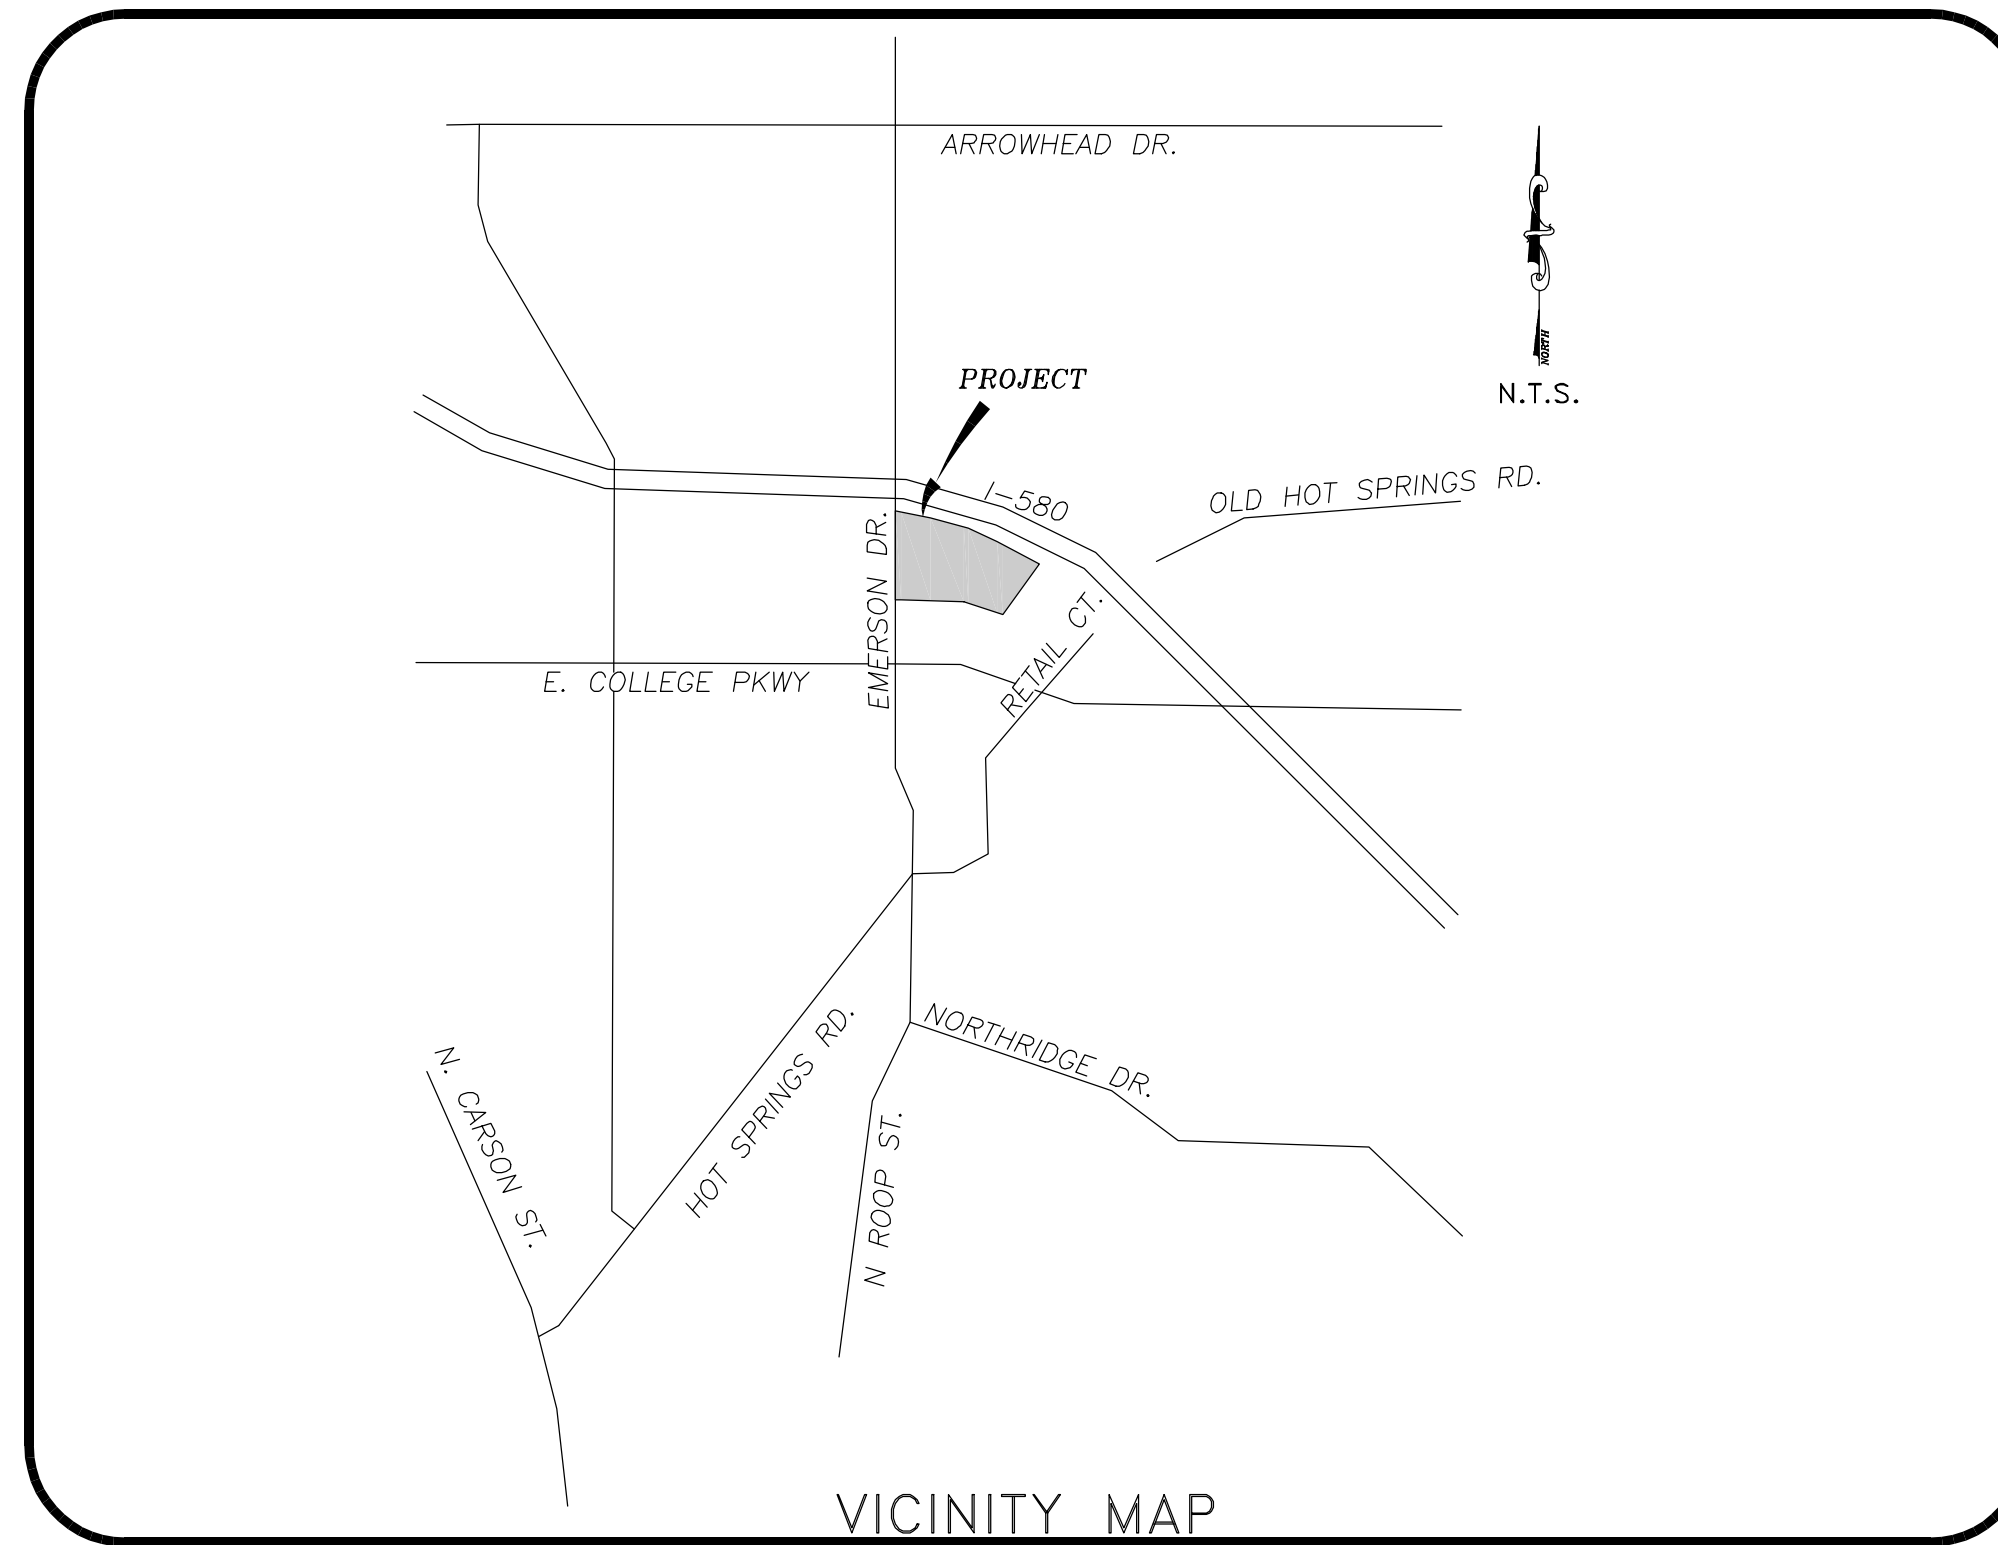 ARROWHEAD DR.
NORTH
N.T.S.
PROJECT
I-580
OLD HOT SPRINGS RD.
EMERSON DR.
RETAIL CT.
E. COLLEGE PKWY
NORTHRIDGE DR.
HOT SPRINGS RD.
N. CARSON ST.
N ROOP ST.
VICINITY MAP